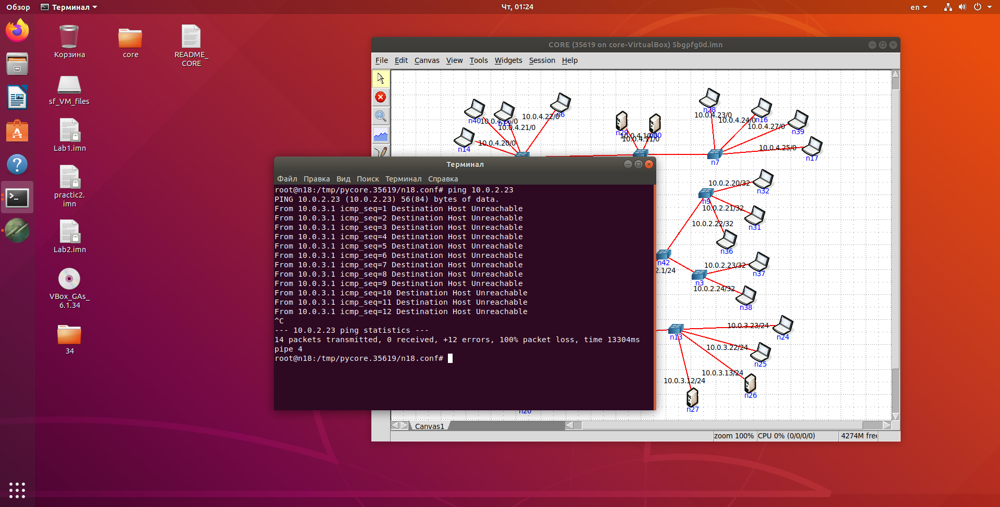 Обзор
Терминал
Чт, 01:24
en
Корзина
core
README_
CORE
sf_VM_files
Lab1.imn
practic2.
imn
Lab2.imn
VBox_GAs_
6.1.34
34
CORE (35619 on core-VirtualBox) 5bgpfg0d.imn
File Edit Canvas View Tools Widgets Session Help
n40
n6
10.0.4.22/0
10.0.4.21/0
n14
10.0.4.20/0
n29
10.0.4.11/0
n28
10.0.4.23/0
n16
10.0.4.24/0
n39
10.0.4.27/0
n17
10.0.4.25/0
n7
Терминал
Файл Правка Вид Поиск Терминал Справка
root@n18:/tmp/pycore.35619/n18.conf# ping 10.0.2.23
PING 10.0.2.23 (10.0.2.23) 56(84) bytes of data.
From 10.0.3.1 icmp_seq=1 Destination Host Unreachable
From 10.0.3.1 icmp_seq=2 Destination Host Unreachable
From 10.0.3.1 icmp_seq=3 Destination Host Unreachable
From 10.0.3.1 icmp_seq=4 Destination Host Unreachable
From 10.0.3.1 icmp_seq=5 Destination Host Unreachable
From 10.0.3.1 icmp_seq=6 Destination Host Unreachable
From 10.0.3.1 icmp_seq=7 Destination Host Unreachable
From 10.0.3.1 icmp_seq=8 Destination Host Unreachable
From 10.0.3.1 icmp_seq=9 Destination Host Unreachable
From 10.0.3.1 icmp_seq=10 Destination Host Unreachable
From 10.0.3.1 icmp_seq=11 Destination Host Unreachable
From 10.0.3.1 icmp_seq=12 Destination Host Unreachable
^C
--- 10.0.2.23 ping statistics ---
14 packets transmitted, 0 received, +12 errors, 100% packet loss, time 13304ms
pipe 4
root@n18:/tmp/pycore.35619/n18.conf#
10.0.2.20/32
n32
n9
10.0.2.21/32
n31
10.0.2.22/32
n36
n42
2.1/24
10.0.2.23/32
n37
n3
10.0.2.24/32
n38
10.0.3.23/24
n24
n13
10.0.3.22/24
n25
10.0.3.13/24
n26
10.0.3.12/24
n27
n20
Canvas1
zoom 100%
CPU 0% (0/0/0/0)
4274M free